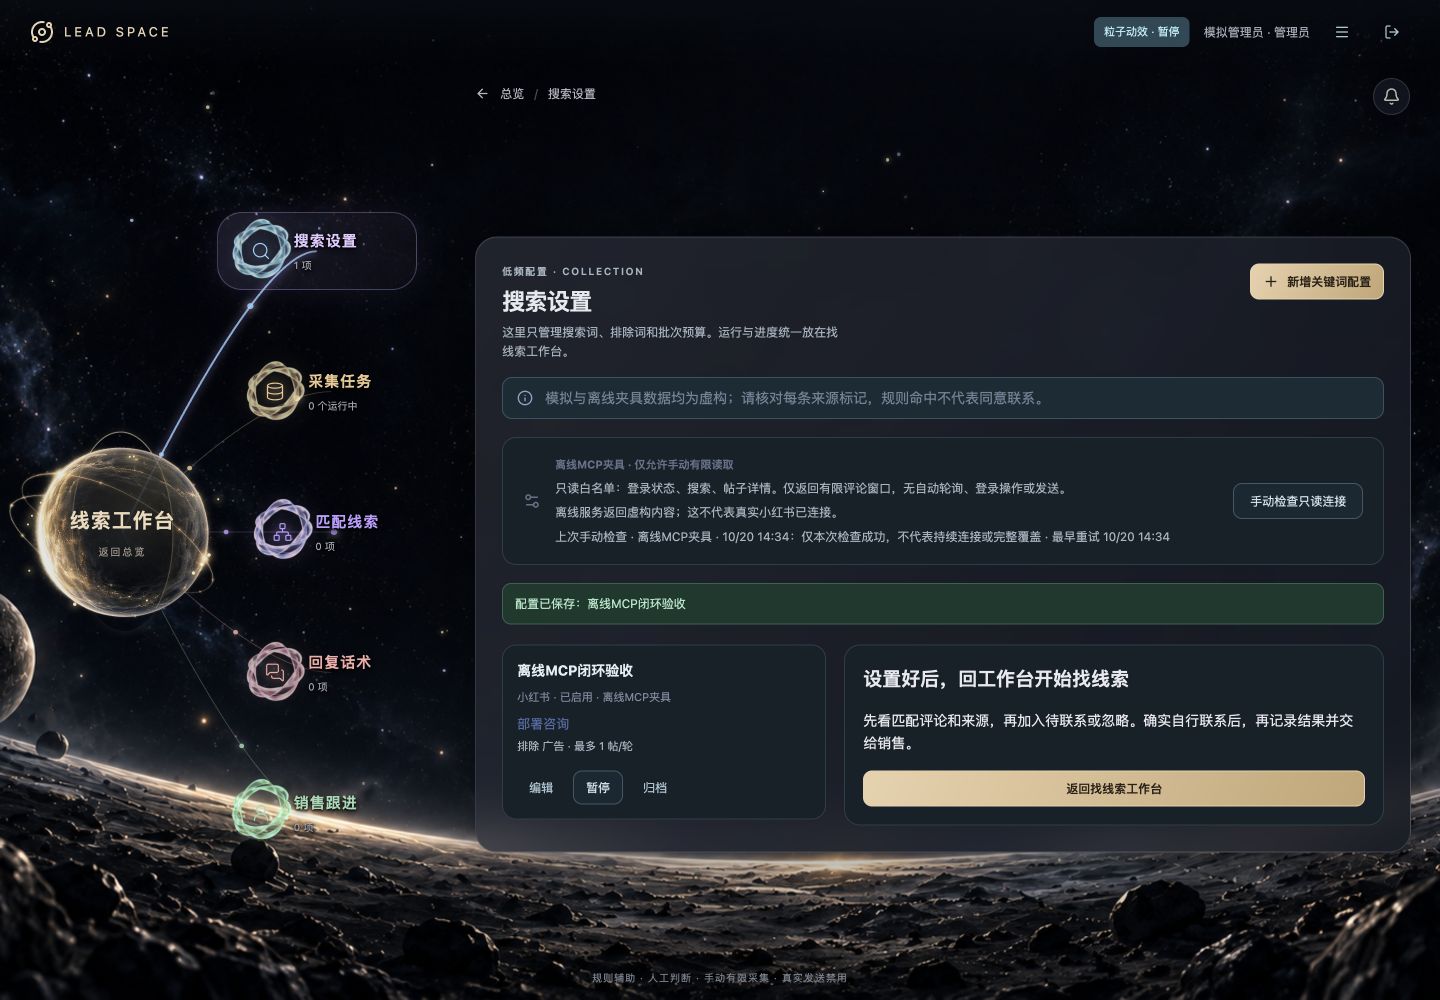 LEAD SPACE
粒子动效 · 暂停
模拟管理员 · 管理员
总览 / 搜索设置
搜索设置
1 项
采集任务
0 个运行中
线索工作台
返回总览
匹配线索
0 项
回复话术
0 项
销售跟进
0 项
低频配置 · COLLECTION
搜索设置
这里只管理搜索词、排除词和批次预算。运行与进度统一放在找
线索工作台。
新增关键词配置
模拟与离线夹具数据均为虚构；请核对每条来源标记，规则命中不代表同意联系。
离线MCP夹具 · 仅允许手动有限读取
只读白名单：登录状态、搜索、帖子详情。仅返回有限评论窗口，无自动轮询、登录操作或发送。
离线服务返回虚构内容；这不代表真实小红书已连接。
上次手动检查 · 离线MCP夹具 · 10/20 14:34：仅本次检查成功，不代表持续连接或完整覆盖 · 最早重试 10/20 14:34
手动检查只读连接
配置已保存：离线MCP闭环验收
离线MCP闭环验收
小红书 · 已启用 · 离线MCP夹具
部署咨询
排除 广告 · 最多 1 帖/轮
编辑
暂停
归档
设置好后，回工作台开始找线索
先看匹配评论和来源，再加入待联系或忽略。确实自行联系后，再记录结果并交
给销售。
返回找线索工作台
规则辅助 · 人工判断 · 手动有限采集 · 真实发送禁用